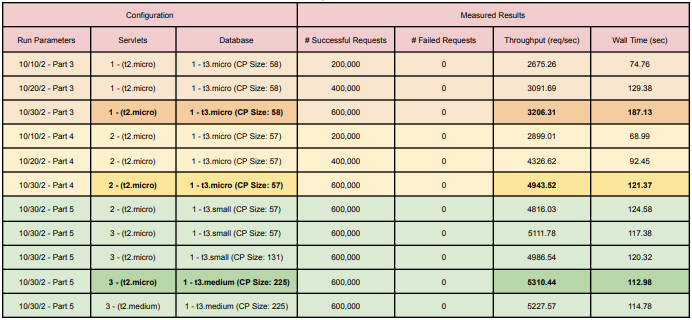 Configuration Measured Results
Run Parameters Servlets Database # Successful Requests # Failed Requests Throughput (req/sec) Wall Time (sec)
10/10/2 - Part 3 1 - (t2.micro) 1 - t3.micro (CP Size: 58) 200,000 0 2675.26 74.76
10/20/2 - Part 3 1 - (t2.micro) 1 - t3.micro (CP Size: 58) 400,000 0 3091.69 129.38
10/30/2 - Part 3 1 - (t2.micro) 1 - t3.micro (CP Size: 58) 600,000 0 3206.31 187.13
10/10/2 - Part 4 2 - (t2.micro) 1 - t3.micro (CP Size: 57) 200,000 0 2899.01 68.99
10/20/2 - Part 4 2 - (t2.micro) 1 - t3.micro (CP Size: 57) 400,000 0 4326.62 92.45
10/30/2 - Part 4 2 - (t2.micro) 1 - t3.micro (CP Size: 57) 600,000 0 4943.52 121.37
10/30/2 - Part 5 2 - (t2.micro) 1 - t3.small (CP Size: 57) 600,000 0 4816.03 124.58
10/30/2 - Part 5 3 - (t2.micro) 1 - t3.small (CP Size: 57) 600,000 0 5111.78 117.38
10/30/2 - Part 5 3 - (t2.micro) 1 - t3.small (CP Size: 131) 600,000 0 4986.54 120.32
10/30/2 - Part 5 3 - (t2.micro) 1 - t3.medium (CP Size: 225) 600,000 0 5310.44 112.98
10/30/2 - Part 5 3 - (t2.medium) 1 - t3.medium (CP Size: 225) 600,000 0 5227.57 114.78